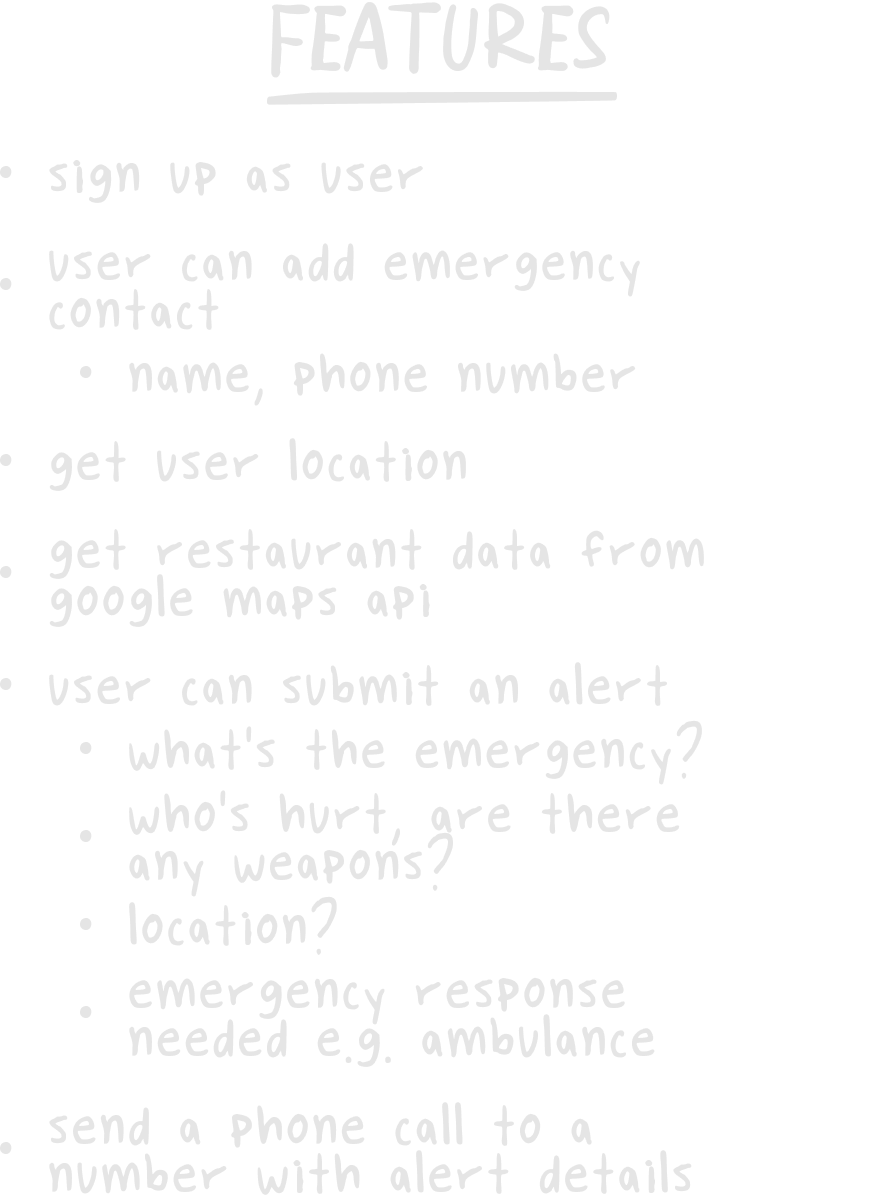 FEATURES
• sign up as user
• user can add emergency
contact
• name, phone number
• get user location
• get restaurant data from
google maps api
• user can submit an alert
• what's the emergency?
• who's hurt, are there
any weapons?
• location?
• emergency response
needed e.g. ambulance
• send a phone call to a
number with alert details